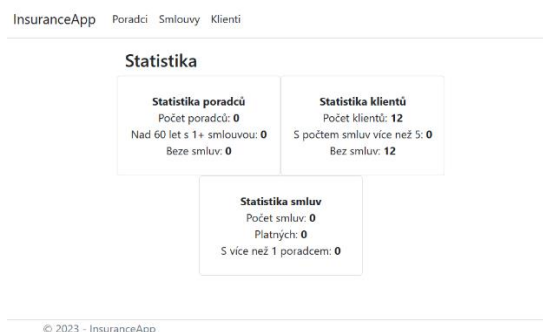 InsuranceApp Poradci Smlouvy Klienti
Statistika
Statistika poradců
Počet poradců: 0
Nad 60 let s 1+ smlouvou: 0
Beze smluv: 0
Statistika klientů
Počet klientů: 12
S počtem smluv více než 5: 0
Bez smluv: 12
Statistika smluv
Počet smluv: 0
Platných: 0
S více než 1 poradcem: 0
© 2023 - InsuranceApp